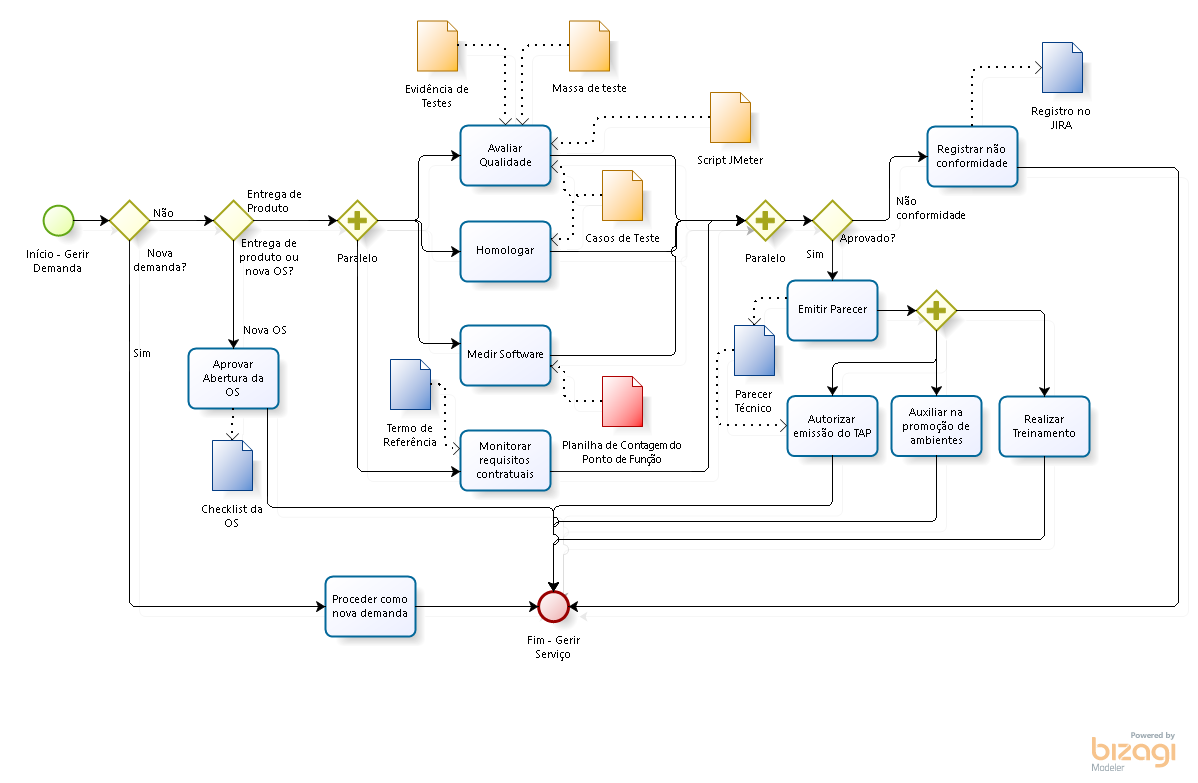 Evidência de
Testes
Massa de teste
Script JMeter
Registro no
JIRA
Avaliar
Qualidade
Registrar não
conformidade
Casos de Teste
Início - Gerir
Demanda
Não
Nova
demanda?
Entrega de
Produto
Entrega de
produto ou
nova OS?
Paralelo
Homologar
Paralelo
Aprovado?
Não
conformidade
Sim
Emitir Parecer
Nova OS
Sim
Aprovar
Abertura da
OS
Medir Software
Termo de
Referência
Planilha de Contagem do
Ponto de Função
Parecer
Técnico
Autorizar
emissão do TAP
Auxiliar na
promoção de
ambientes
Realizar
Treinamento
Monitorar
requisitos
contratuais
Checklist da
OS
Proceder como
nova demanda
Fim - Gerir
Serviço
Powered by
bizagi
Modeler